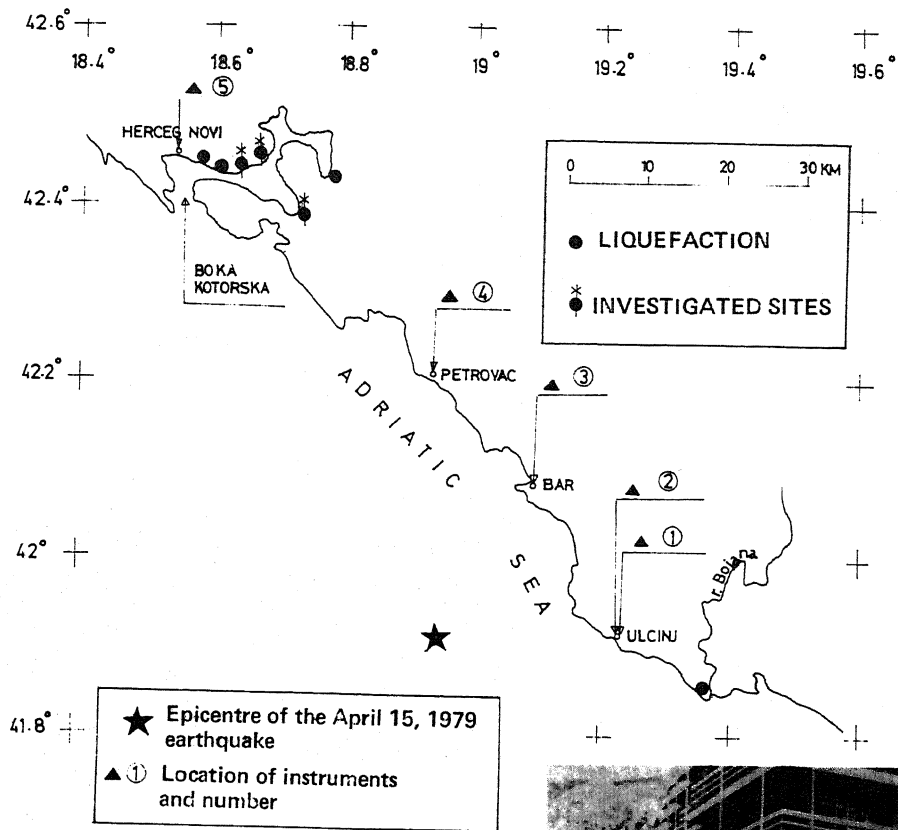 42.6°
18.4°
18.6°
18.8°
19°
19.2°
19.4°
19.6°
⑤
HERCEG NOVI
0 10 20 30 KM
42.4°
LIQUEFACTION
BOKA
KOTORSKA
④
INVESTIGATED SITES
42.2°
PETROVAC
③
ADRIATIC
SEA
BAR
②
①
42°
r. Bojana
ULCINJ
41.8°
Epicentre of the April 15, 1979
earthquake
① Location of instruments
and number